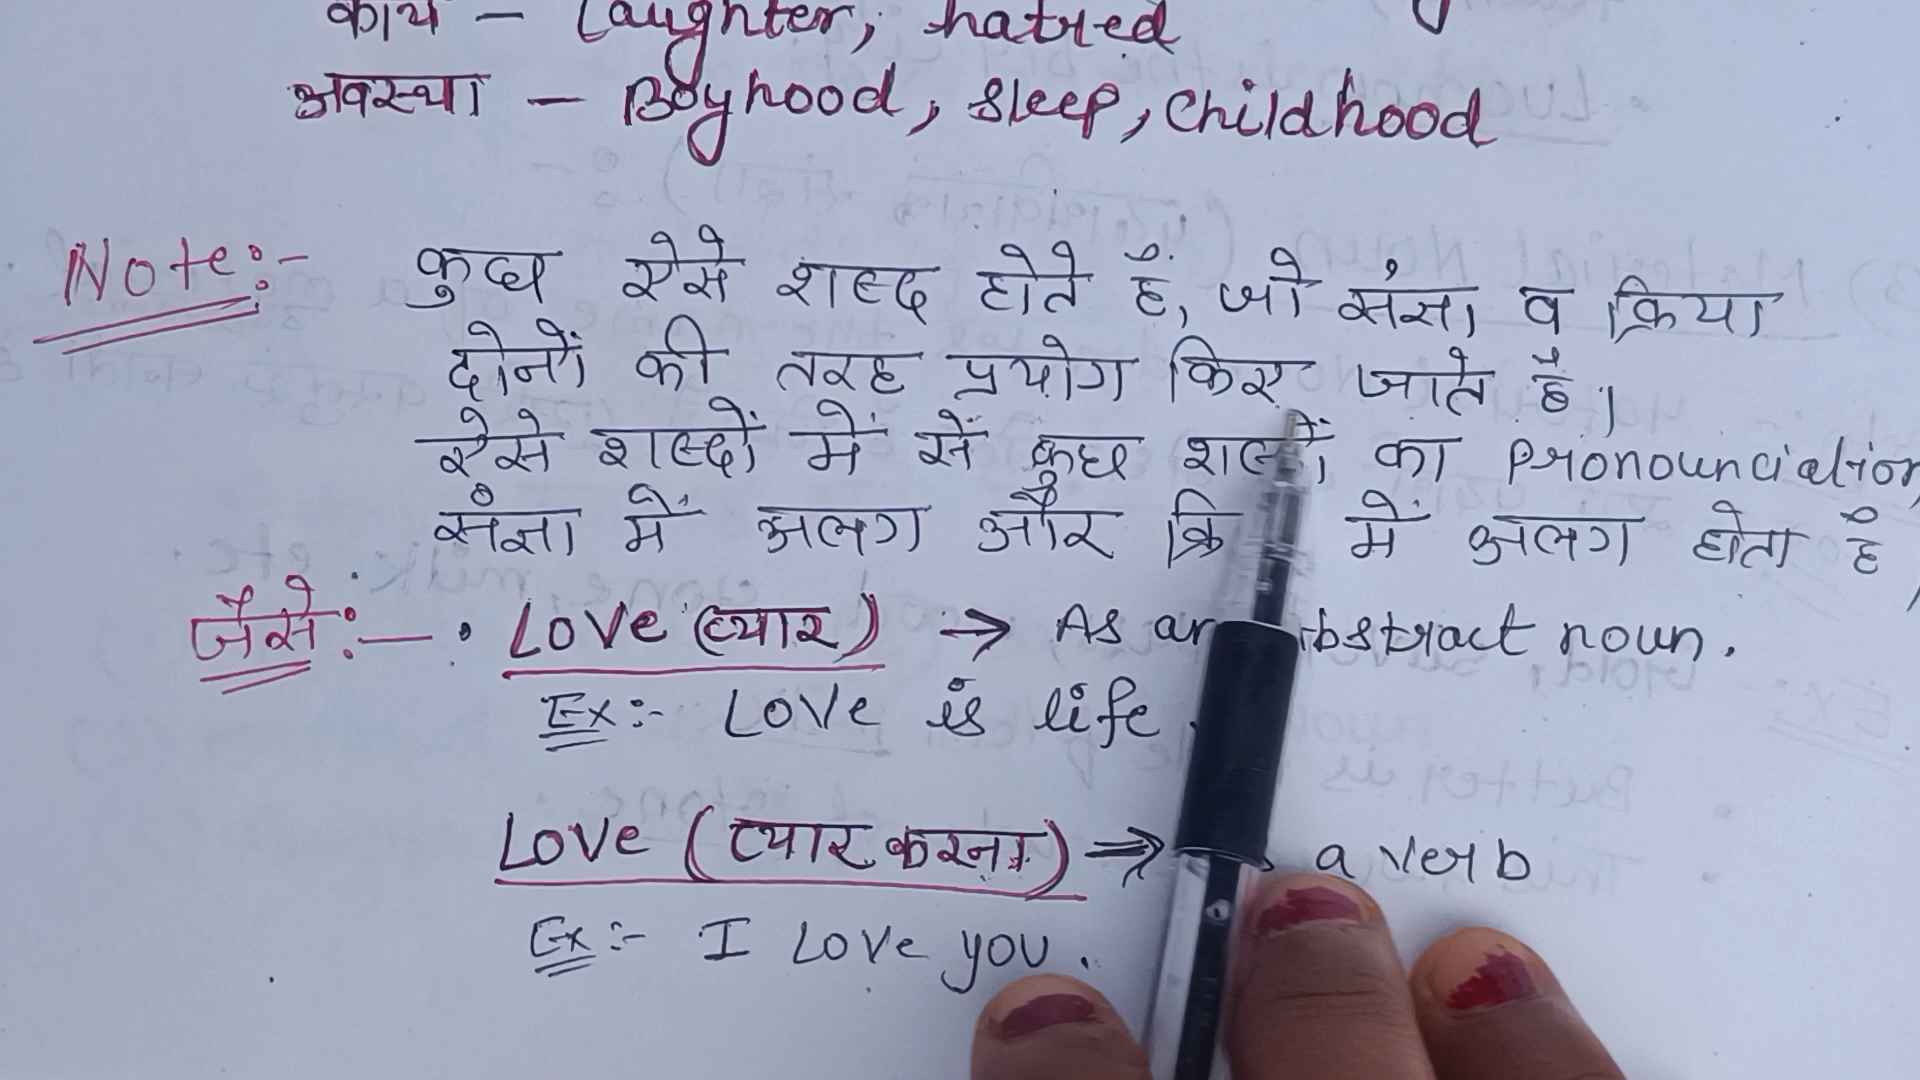 कार्य - Laughter, hatred
अवस्था - Boyhood, Sleep, Childhood
Note:- कुछ ऐसे शब्द होते हैं, जो संज्ञा व क्रिया
दोनों की तरह प्रयोग किए जाते हैं।
ऐसे शब्दों में सें कुछ शब्दों का Pronounciation
संज्ञा में अलग और क्रि में अलग होता है
जैसे:- • Love (प्यार) → As an abstract noun.
Ex:- Love is life.
Love (प्यार करना) ⇒ a verb
Ex:- I Love you.